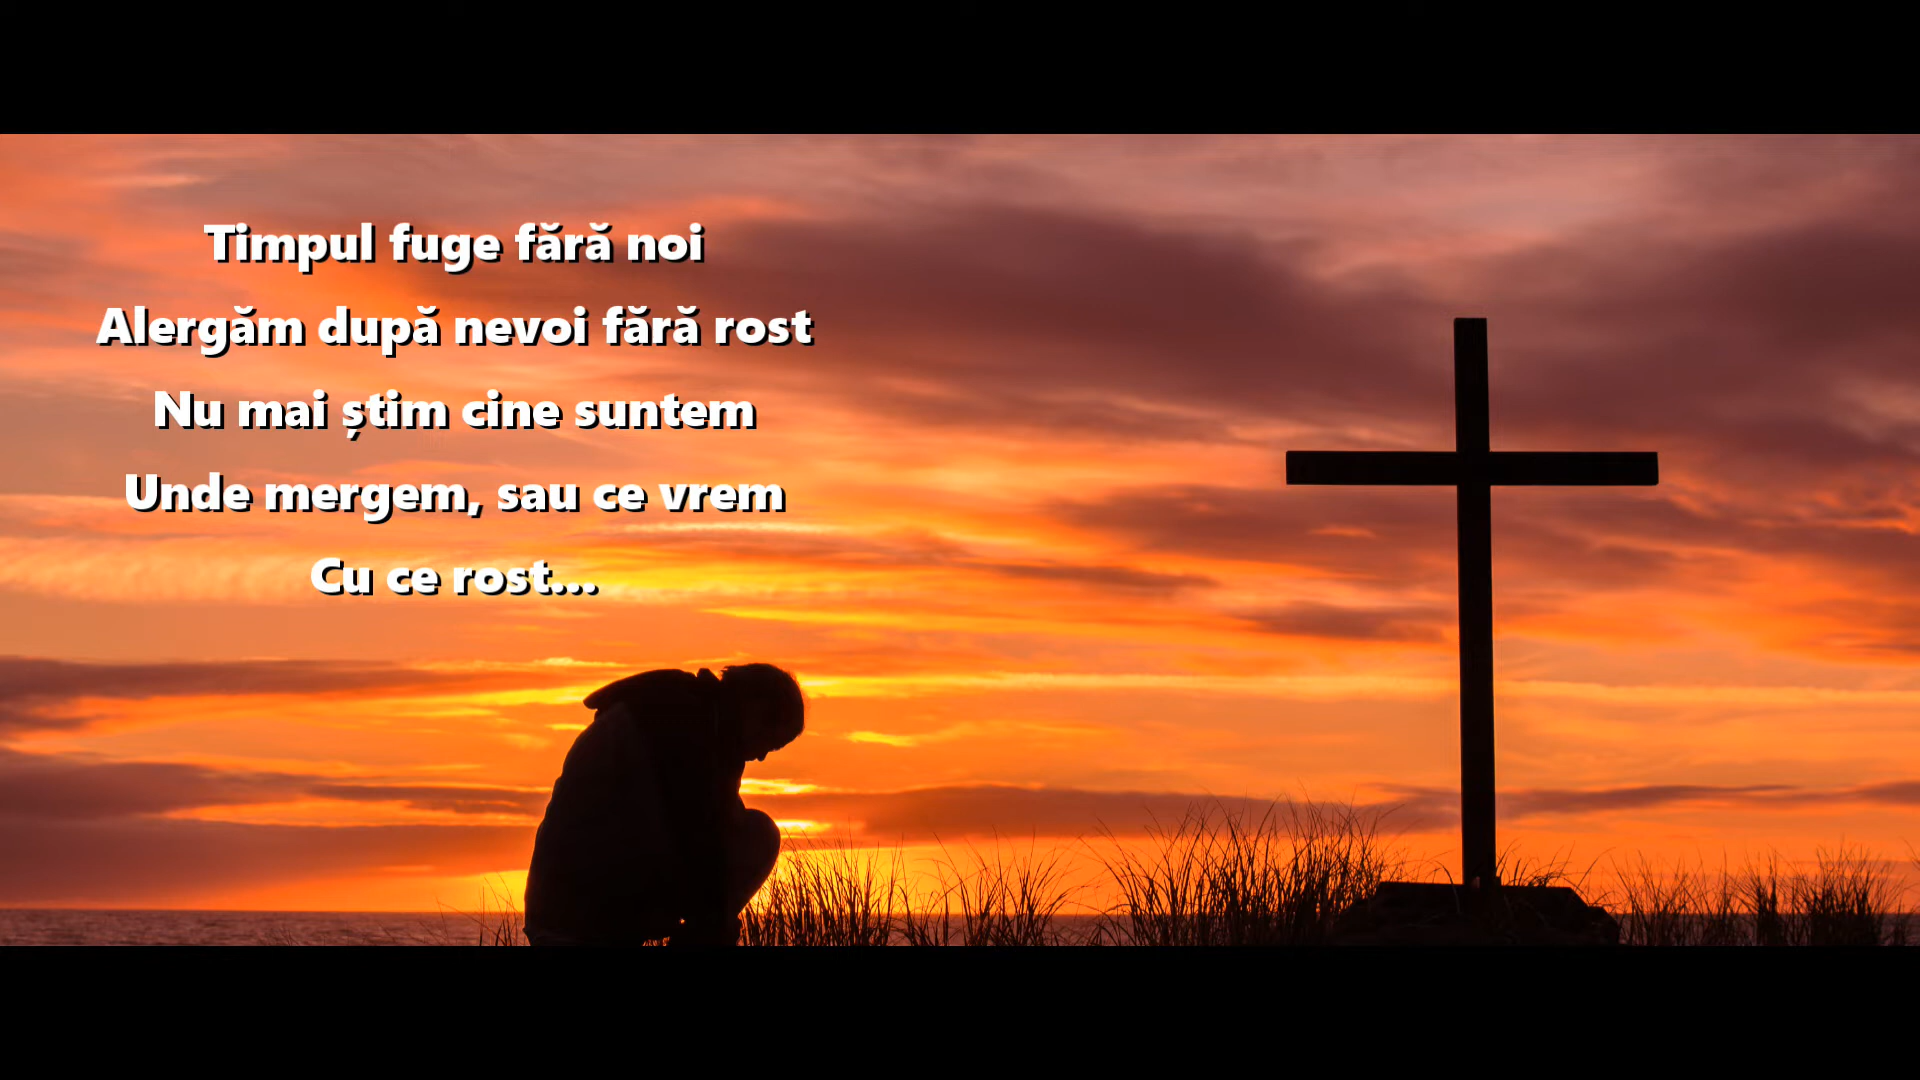 Timpul fuge fără noi
Alergăm după nevoi fără rost
Nu mai știm cine suntem
Unde mergem, sau ce vrem
Cu ce rost...